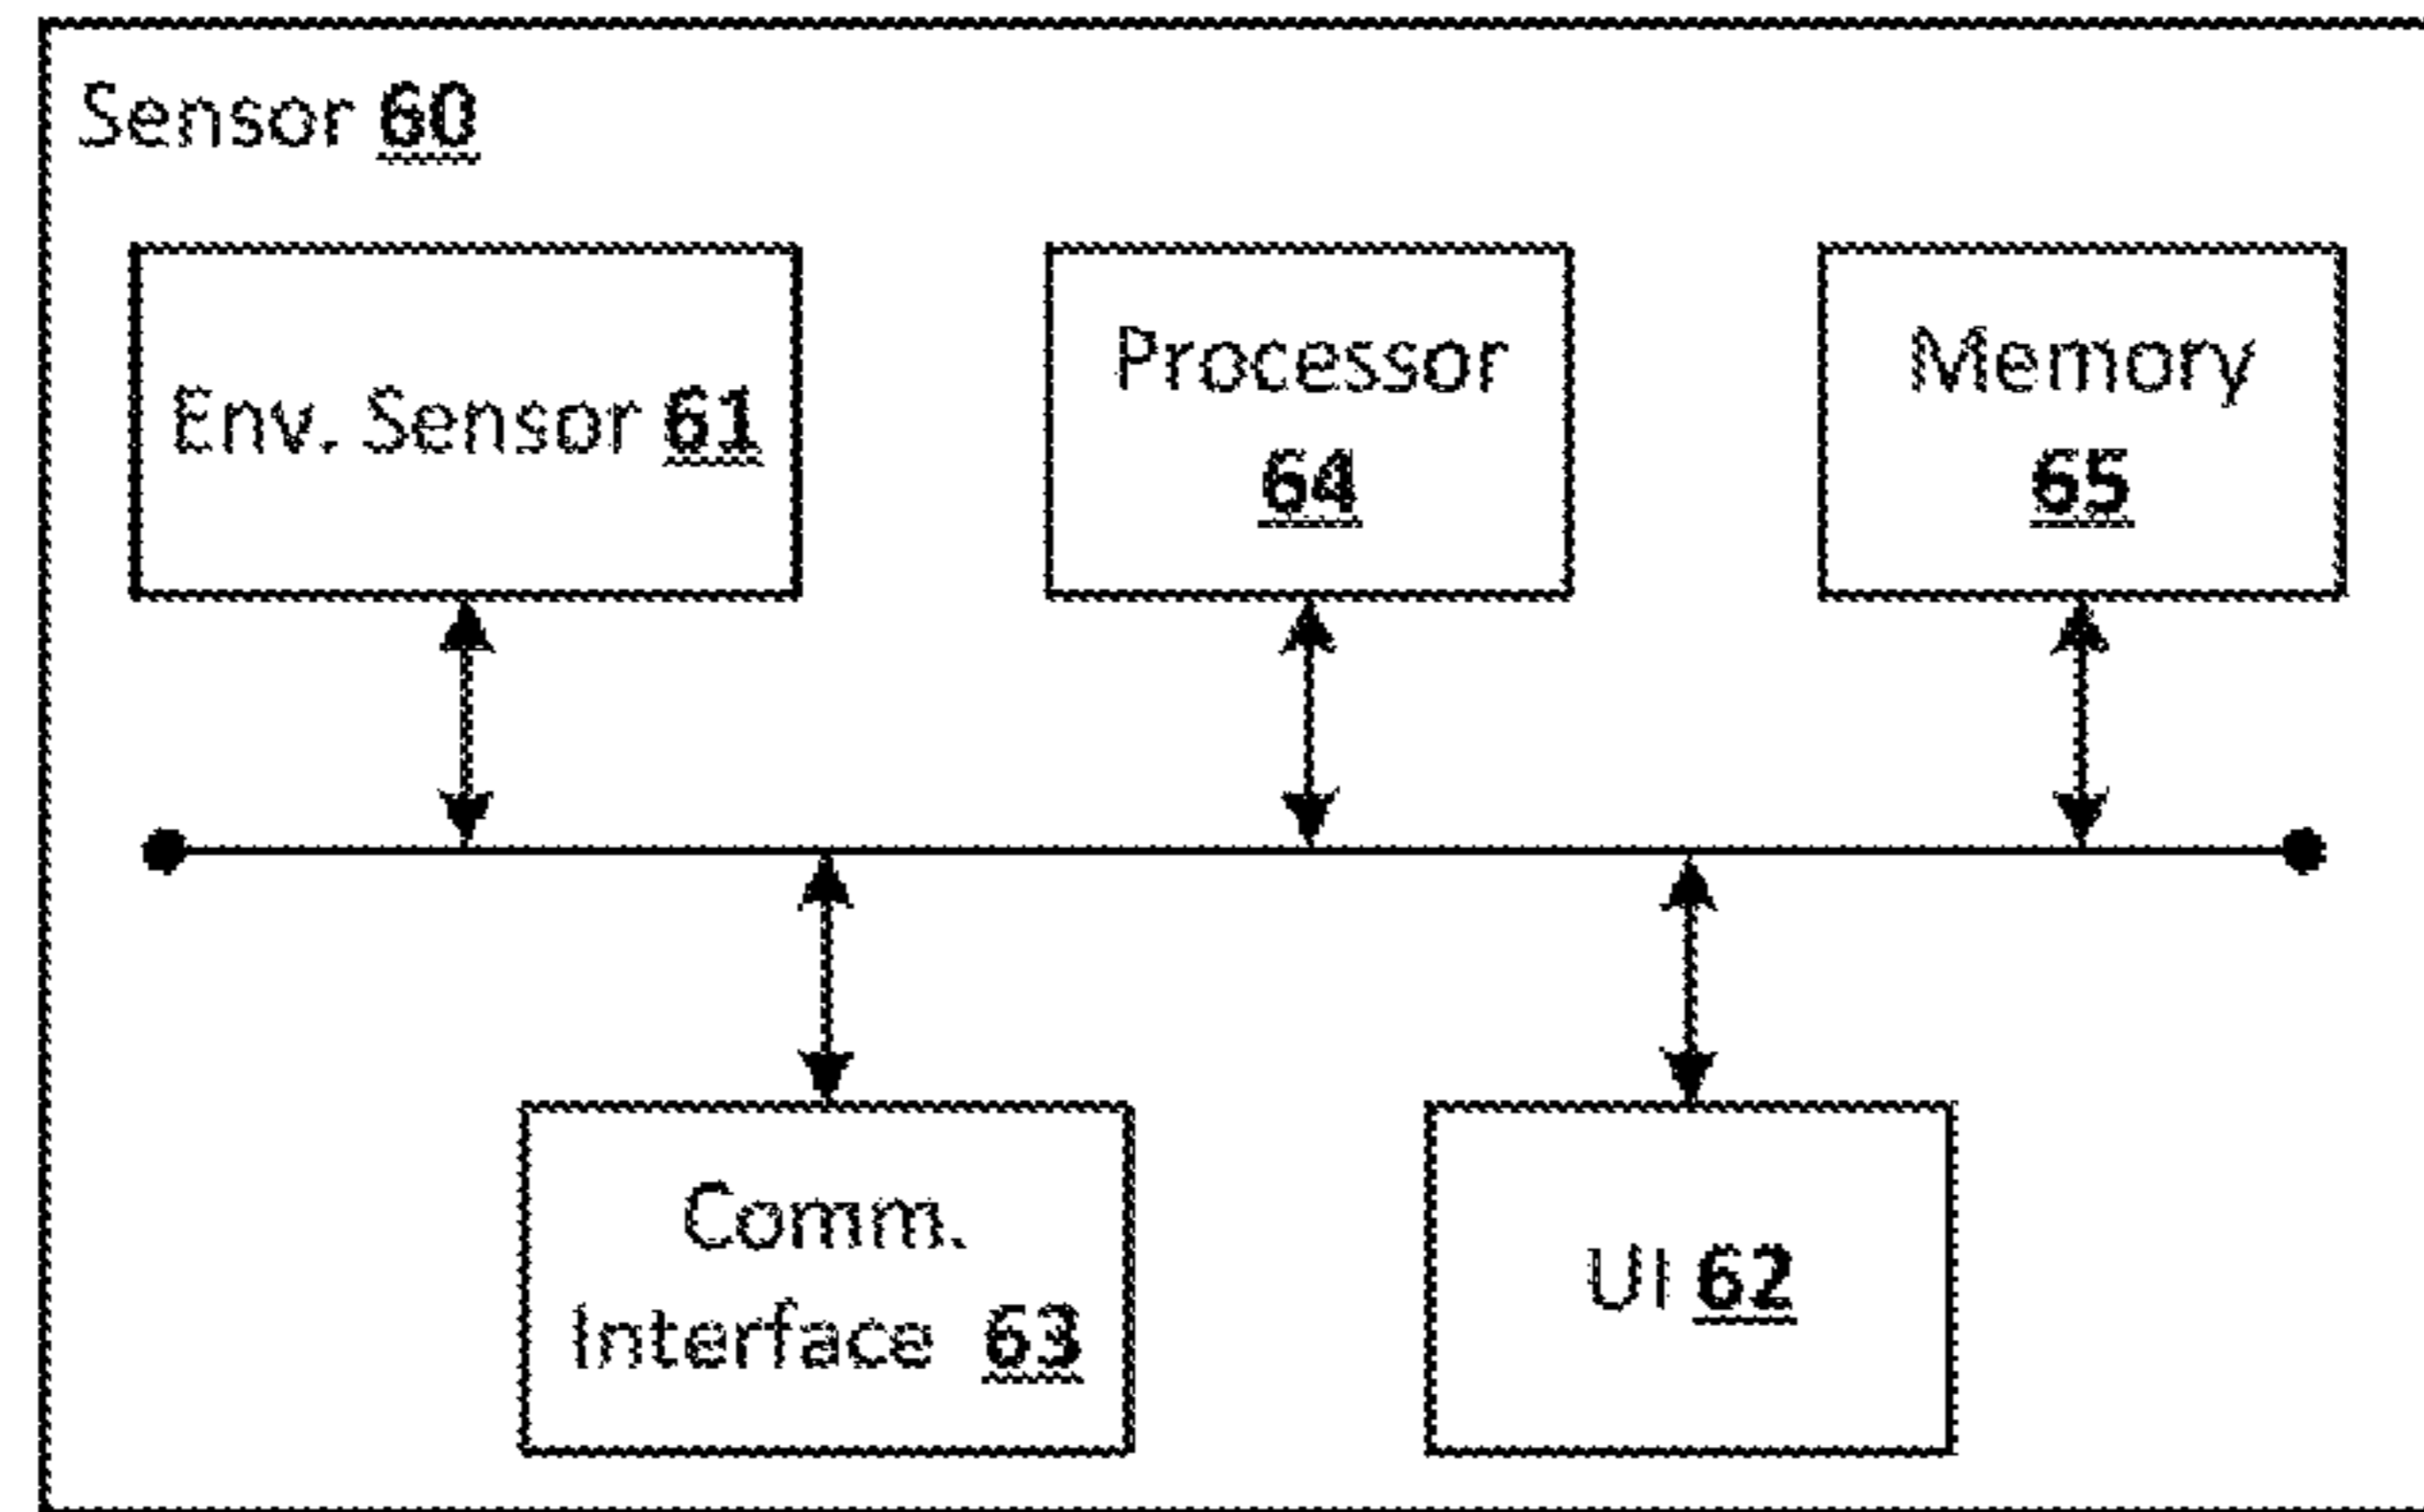 Sensor 60
Env. Sensor 61
Processor
64
Memory
65
Comm.
Interface 63
UI 62